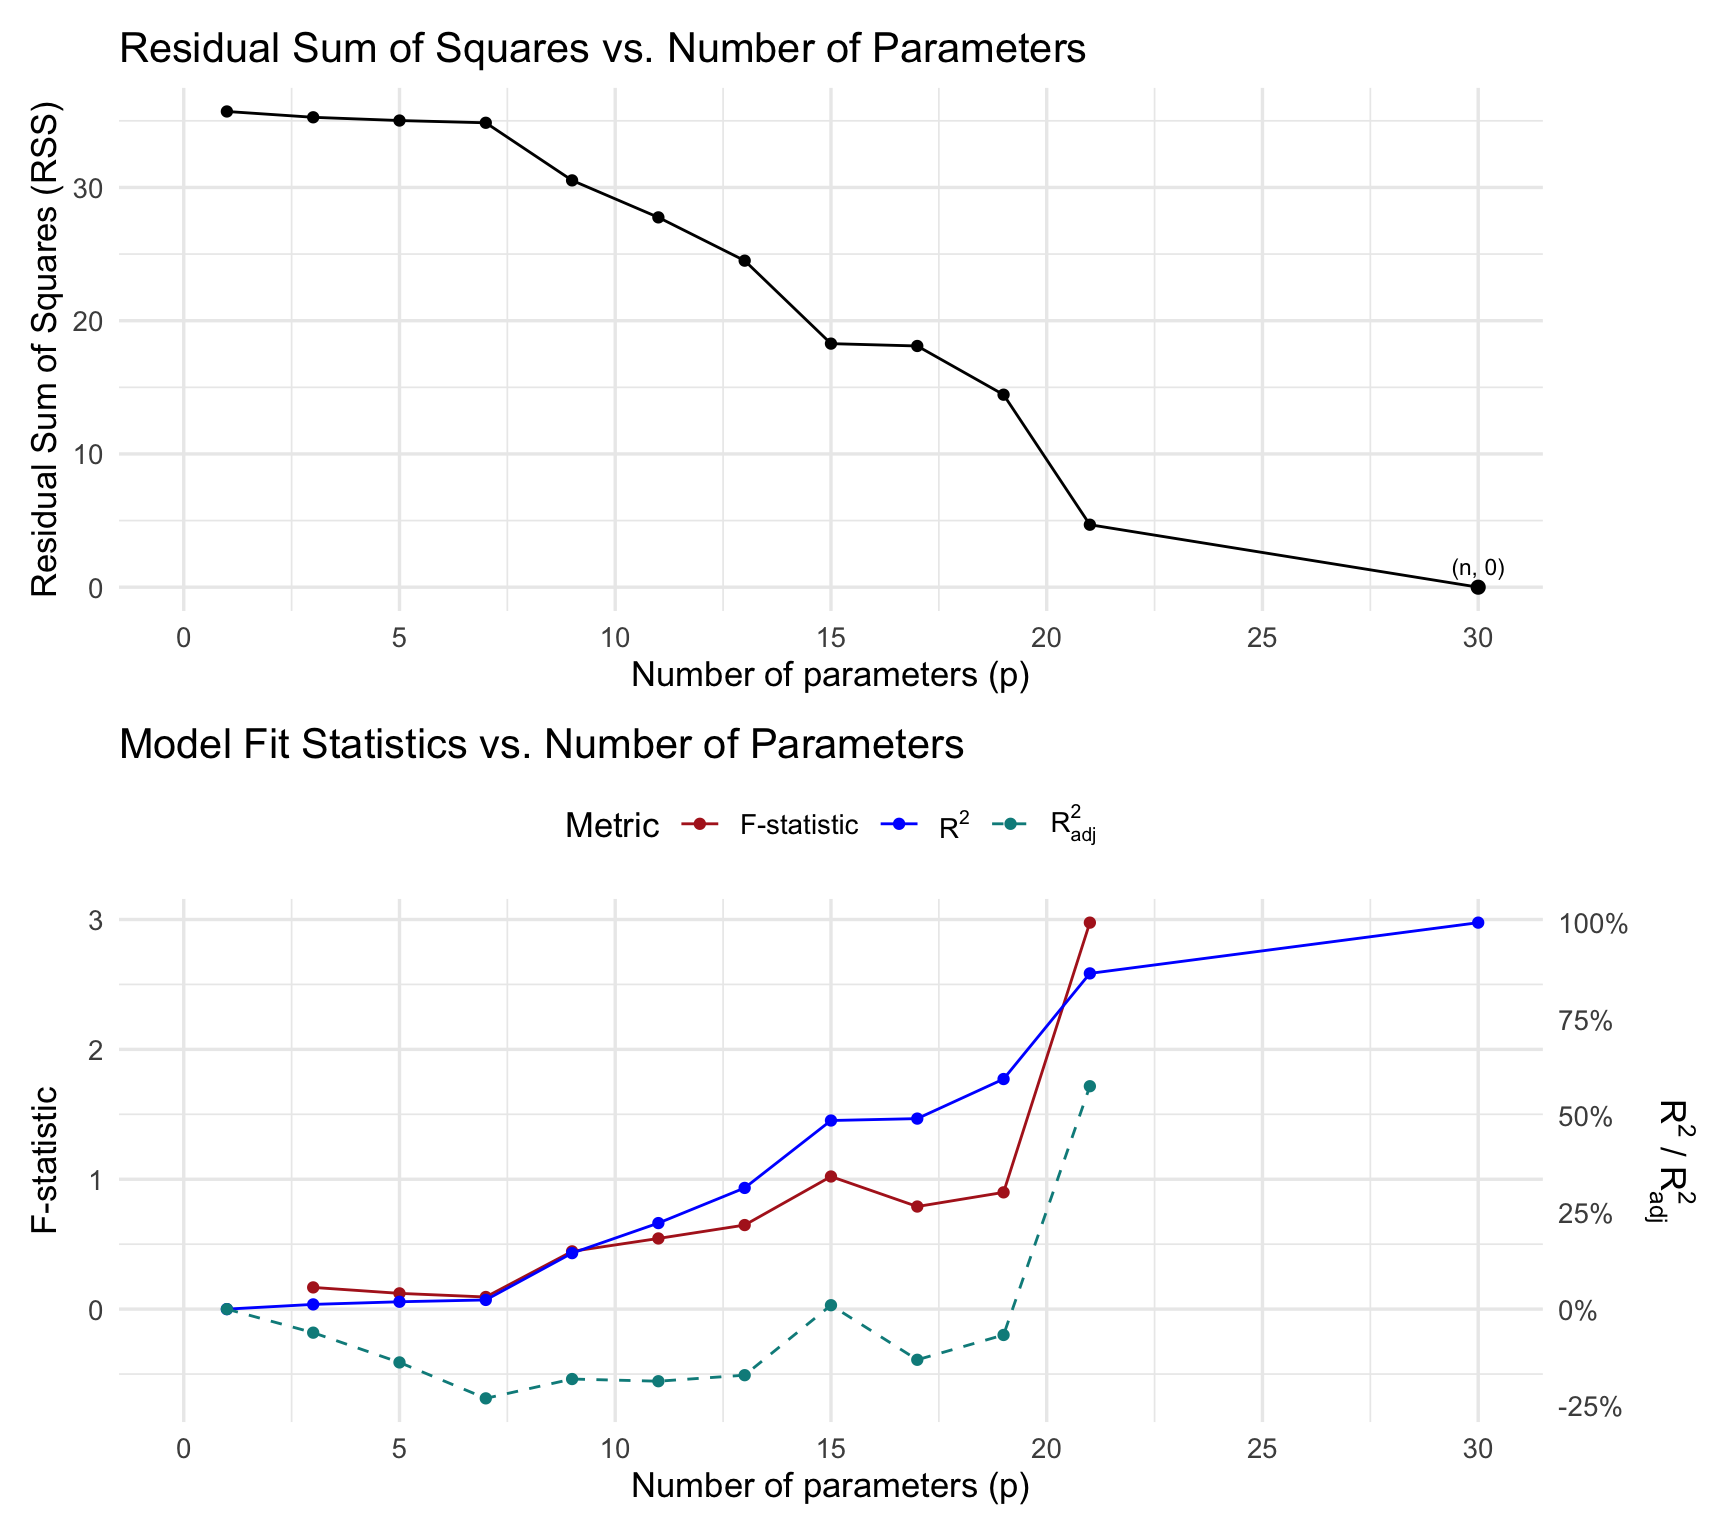 Residual Sum of Squares vs. Number of Parameters
Residual Sum of Squares (RSS)
30
20
10
0
(n, 0)
0 5 10 15 20 25 30
Number of parameters (p)
Model Fit Statistics vs. Number of Parameters
Metric F-statistic R² R²adj
F-statistic
3
2
1
0
100%
75%
50%
25%
0%
-25%
R² / R²adj
0 5 10 15 20 25 30
Number of parameters (p)